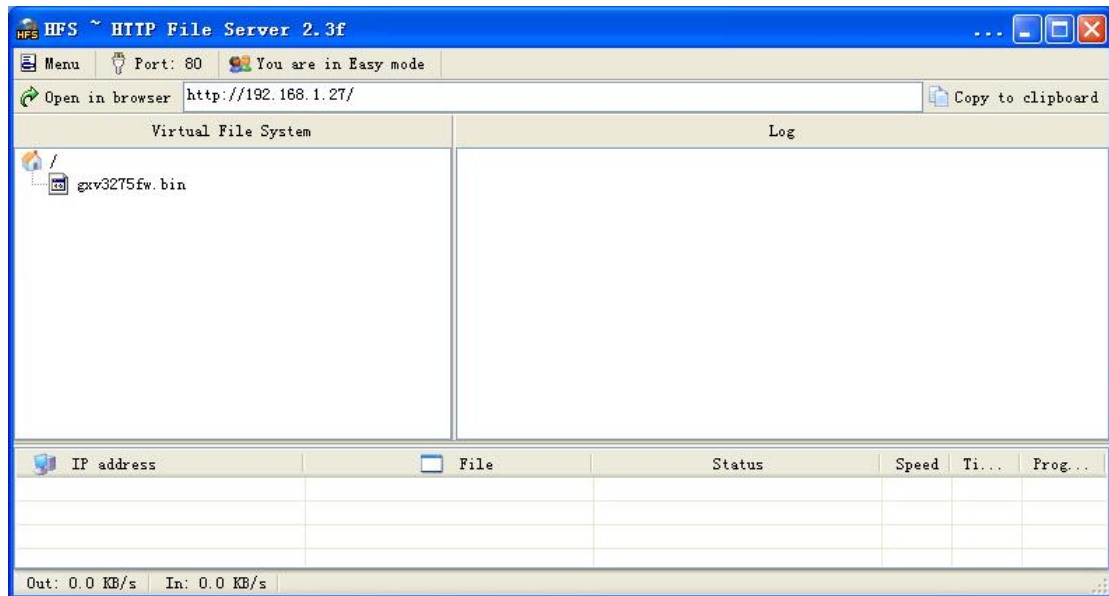 HFS ~ HTTP File Server 2.3f ...
Menu Port: 80 You are in Easy mode
Open in browser http://192.168.1.27/ Copy to clipboard
Virtual File System Log
/
gxv3275fw.bin
IP address File Status Speed Ti... Prog...
Out: 0.0 KB/s In: 0.0 KB/s